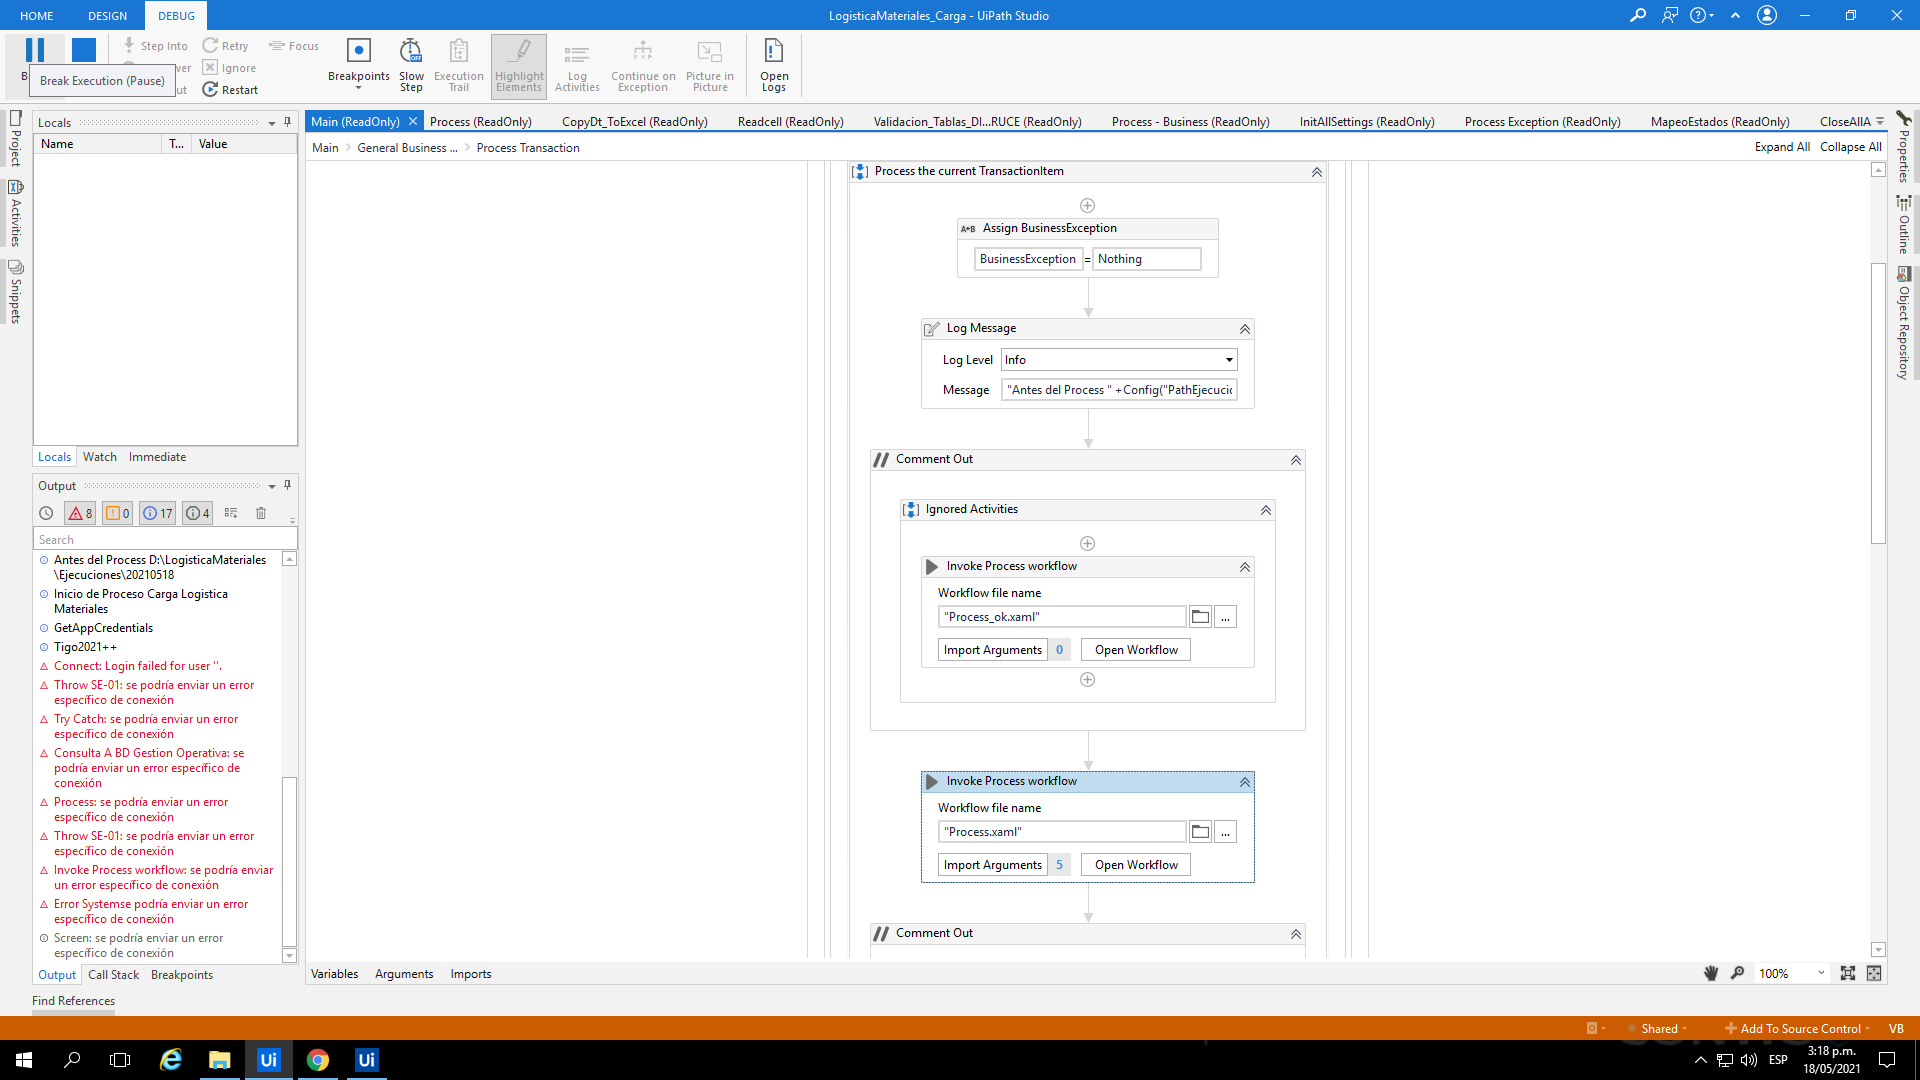 HOME
DESIGN
DEBUG
LogisticaMateriales_Carga - UiPath Studio
Step Into
Retry
Focus
Ignore
Restart
Break Execution (Pause)
Breakpoints
Slow
Step
OFF
Execution
Trail
Highlight
Elements
Log
Activities
Continue on
Exception
Picture in
Picture
Open
Logs
Project
Activities
Snippets
Locals
Name
T...
Value
Locals
Watch
Immediate
Output
8
0
17
4
Search
Antes del Process D:\LogisticaMateriales
\Ejecuciones\20210518
Inicio de Proceso Carga Logistica
Materiales
GetAppCredentials
Tigo2021++
Connect: Login failed for user ''.
Throw SE-01: se podría enviar un error
específico de conexión
Try Catch: se podría enviar un error
específico de conexión
Consulta A BD Gestion Operativa: se
podría enviar un error específico de
conexión
Process: se podría enviar un error
específico de conexión
Throw SE-01: se podría enviar un error
específico de conexión
Invoke Process workflow: se podría enviar
un error específico de conexión
Error Systemse podría enviar un error
específico de conexión
Screen: se podría enviar un error
específico de conexión
Output
Call Stack
Breakpoints
Find References
Main (ReadOnly)
Process (ReadOnly)
CopyDt_ToExcel (ReadOnly)
Readcell (ReadOnly)
Validacion_Tablas_DI....RUCE (ReadOnly)
Process - Business (ReadOnly)
InitAllSettings (ReadOnly)
Process Exception (ReadOnly)
MapeoEstados (ReadOnly)
CloseAllA
Main
General Business ...
Process Transaction
Expand All
Collapse All
Process the current TransactionItem
A+B Assign BusinessException
BusinessException = Nothing
Log Message
Log Level Info
Message "Antes del Process " +Config("PathEjecucic
Comment Out
Ignored Activities
Invoke Process workflow
Workflow file name
"Process_ok.xaml"
...
Import Arguments 0
Open Workflow
Invoke Process workflow
Workflow file name
"Process.xaml"
...
Import Arguments 5
Open Workflow
Comment Out
Variables
Arguments
Imports
100%
Properties
Outline
Object Repository
Shared
Add To Source Control
VB
Ui
Ui
ESP
3:18 p.m.
18/05/2021